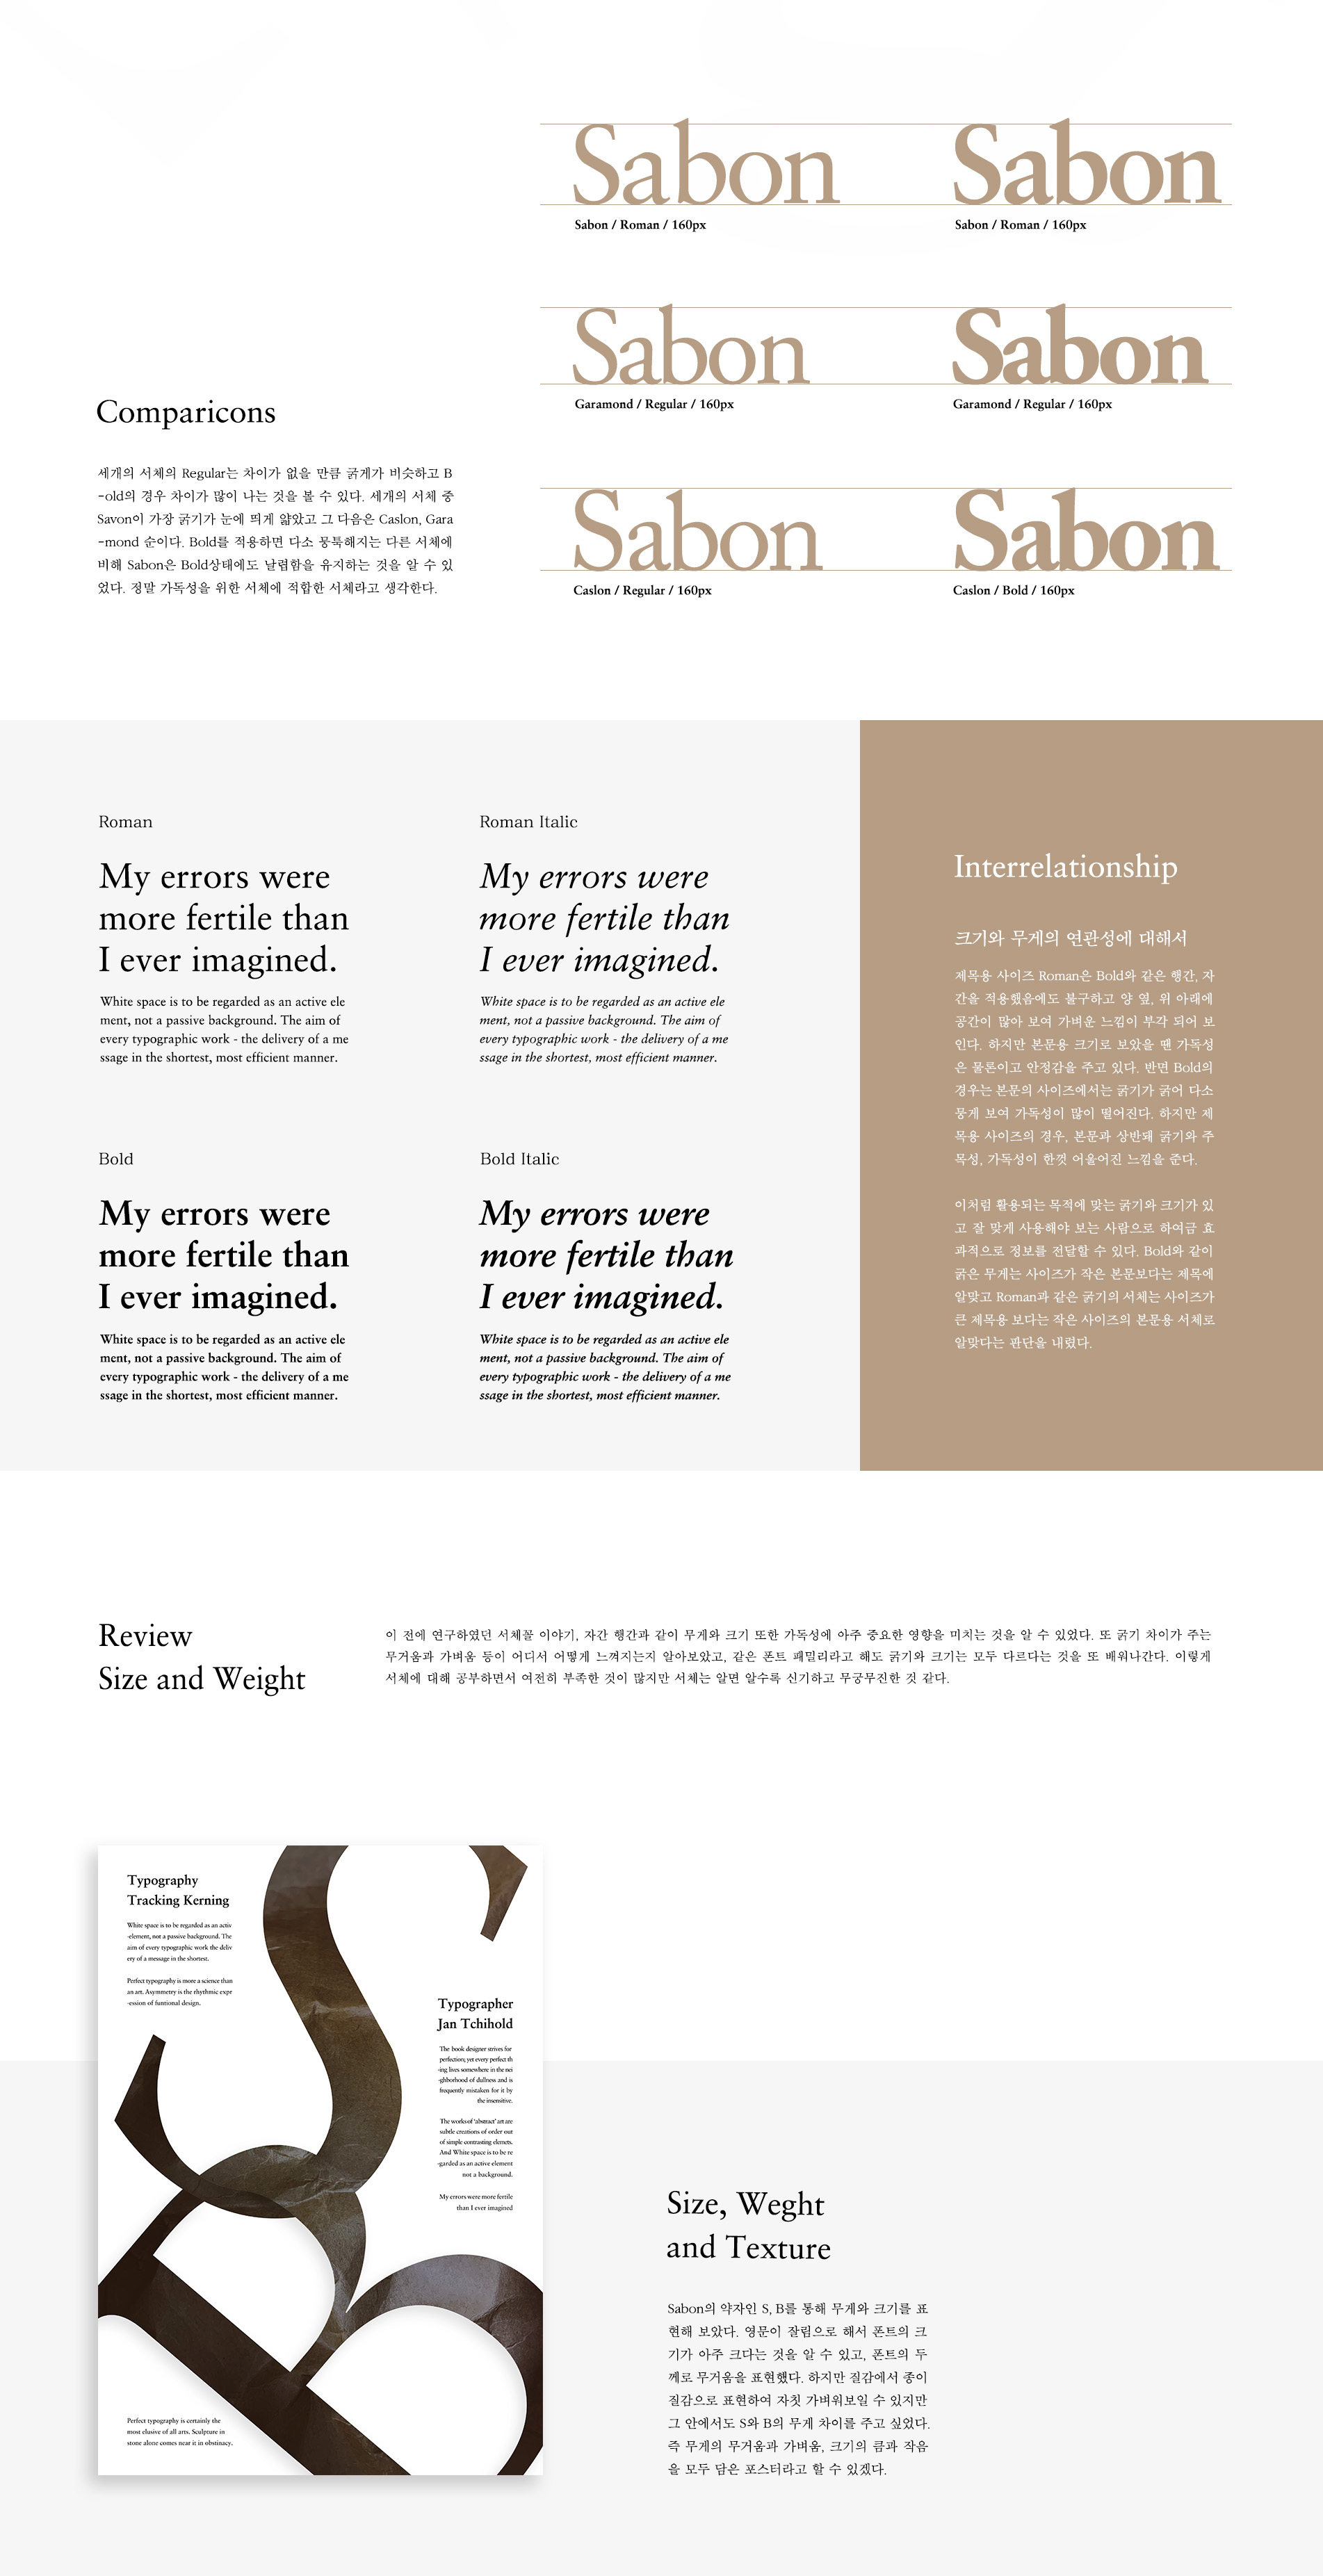 Sabon
Sabon
Sabon / Roman / 160px
Sabon / Roman / 160px
Sabon
Sabon
Garamond / Regular / 160px
Garamond / Regular / 160px
Sabon
Sabon
Caslon / Regular / 160px
Caslon / Bold / 160px
Comparicons
세개의 서체의 Regular는 차이가 없을 만큼 굵게가 비슷하고 B
-old의 경우 차이가 많이 나는 것을 볼 수 있다. 세개의 서체 중
Savon이 가장 굵기가 눈에 띄게 얇았고 그 다음은 Caslon, Gara
-mond 순이다. Bold를 적용하면 다소 뭉툭해지는 다른 서체에
비해 Sabon은 Bold상태에도 날렵함을 유지하는 것을 알 수 있
었다. 정말 가독성을 위한 서체에 적합한 서체라고 생각한다.
Roman
My errors were
more fertile than
I ever imagined.
White space is to be regarded as an active ele
ment, not a passive background. The aim of
every typographic work - the delivery of a me
ssage in the shortest, most efficient manner.
Roman Italic
My errors were
more fertile than
I ever imagined.
White space is to be regarded as an active ele
ment, not a passive background. The aim of
every typographic work - the delivery of a me
ssage in the shortest, most efficient manner.
Bold
My errors were
more fertile than
I ever imagined.
White space is to be regarded as an active ele
ment, not a passive background. The aim of
every typographic work - the delivery of a me
ssage in the shortest, most efficient manner.
Bold Italic
My errors were
more fertile than
I ever imagined.
White space is to be regarded as an active ele
ment, not a passive background. The aim of
every typographic work - the delivery of a me
ssage in the shortest, most efficient manner.
Interrelationship
크기와 무게의 연관성에 대해서
제목용 사이즈 Roman은 Bold와 같은 행간, 자
간을 적용했음에도 불구하고 양 옆, 위 아래에
공간이 많아 보여 가벼운 느낌이 부각 되어 보
인다. 하지만 본문용 크기로 보았을 땐 가독성
은 물론이고 안정감을 주고 있다. 반면 Bold의
경우는 본문의 사이즈에서는 굵기가 굵어 다소
뭉게 보여 가독성이 많이 떨어진다. 하지만 제
목용 사이즈의 경우, 본문과 상반돼 굵기와 주
목성, 가독성이 한껏 어울어진 느낌을 준다.
이처럼 활용되는 목적에 맞는 굵기와 크기가 있
고 잘 맞게 사용해야 보는 사람으로 하여금 효
과적으로 정보를 전달할 수 있다. Bold와 같이
굵은 무게는 사이즈가 작은 본문보다는 제목에
알맞고 Roman과 같은 굵기의 서체는 사이즈가
큰 제목용 보다는 작은 사이즈의 본문용 서체로
알맞다는 판단을 내렸다.
Review
Size and Weight
이 전에 연구하였던 서체꼴 이야기, 자간 행간과 같이 무게와 크기 또한 가독성에 아주 중요한 영향을 미치는 것을 알 수 있었다. 또 굵기 차이가 주는
무거움과 가벼움 등이 어디서 어떻게 느껴지는지 알아보았고, 같은 폰트 패밀리라고 해도 굵기와 크기는 모두 다르다는 것을 또 배워나간다. 이렇게
서체에 대해 공부하면서 여전히 부족한 것이 많지만 서체는 알면 알수록 신기하고 무궁무진한 것 같다.
Typography
Tracking Kerning
White space is to be regarded as an activ
-element, not a passive background. The
aim of every typographic work the deliv
ery of a message in the shortest.
Perfect typography is more a science than
an art. Asymmetry is the rhythmic expr
-ession of funtional design.
S
B
Typographer
Jan Tchihold
The book designer strives for
perfection; yet every perfect th
-ing lives somewhere in the nei
-ghborhood of dullness and is
frequently mistaken for it by
the insensitive.
The works of 'abstract' art are
subtle creations of order out
of simple contrasting elemets.
And White space is to be re
-garded as an active element
not a background.
My errors were more fertile
than I ever imagined
Perfect typography is certainly the
most elusive of all arts. Sculpture in
stone alone comes near it in obstinacy.
Size, Weght
and Texture
Sabon의 약자인 S, B를 통해 무게와 크기를 표
현해 보았다. 영문이 잘림으로 해서 폰트의 크
기가 아주 크다는 것을 알 수 있고, 폰트의 두
께로 무거움을 표현했다. 하지만 질감에서 종이
질감으로 표현하여 자칫 가벼워보일 수 있지만
그 안에서도 S와 B의 무게 차이를 주고 싶었다.
즉 무게의 무거움과 가벼움, 크기의 큼과 작음
을 모두 담은 포스터라고 할 수 있겠다.